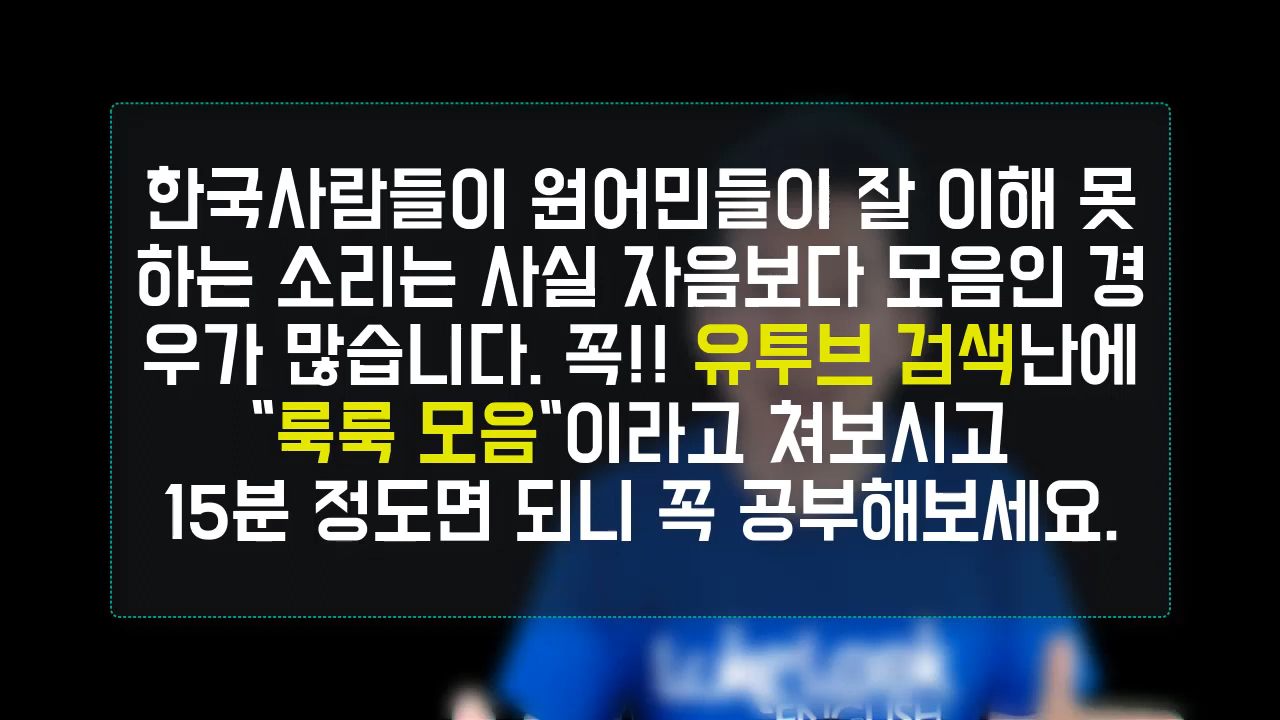 한국사람들이 원어민들이 잘 이해 못
하는 소리는 사실 자음보다 모음인 경
우가 많습니다. 꼭!! 유투브 검색난에
"룩룩 모음"이라고 쳐보시고
15분 정도면 되니 꼭 공부해보세요.
ENGLISH